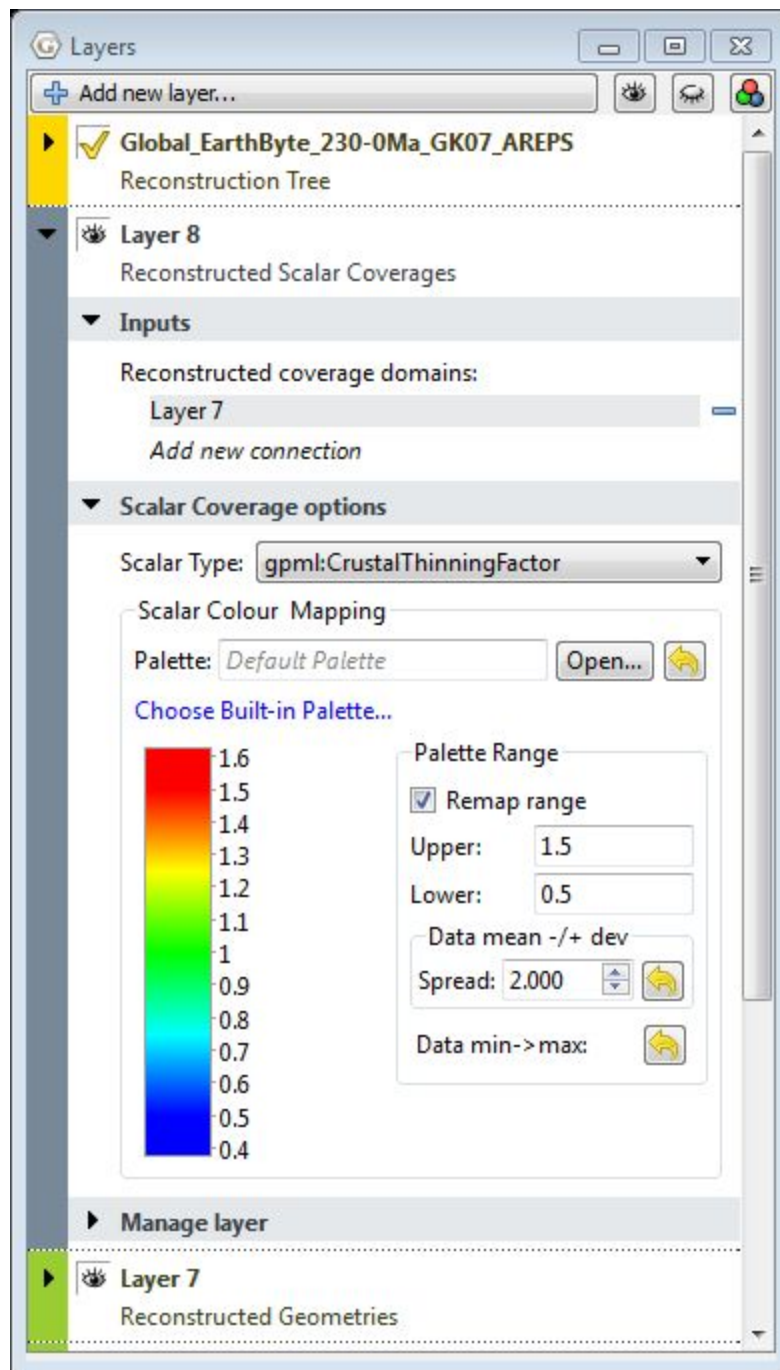 Layers
Add new layer...
Global_EarthByte_230-0Ma_GK07_AREPS
Reconstruction Tree
Layer 8
Reconstructed Scalar Coverages
Inputs
Reconstructed coverage domains:
Layer 7
Add new connection
Scalar Coverage options
Scalar Type: gpml:CrustalThinningFactor
Scalar Colour Mapping
Palette: Default Palette Open...
Choose Built-in Palette...
1.6
1.5
1.4
1.3
1.2
1.1
1
0.9
0.8
0.7
0.6
0.5
0.4
Palette Range
Remap range
Upper: 1.5
Lower: 0.5
Data mean -/+ dev
Spread: 2.000
Data min->max:
Manage layer
Layer 7
Reconstructed Geometries